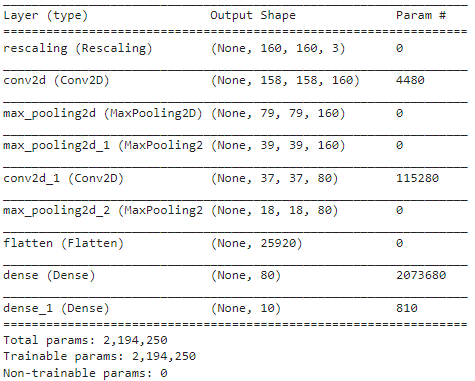 Layer (type) Output Shape Param #
=================================================================
rescaling (Rescaling) (None, 160, 160, 3) 0
_________________________________________________________________
conv2d (Conv2D) (None, 158, 158, 160) 4480
_________________________________________________________________
max_pooling2d (MaxPooling2D) (None, 79, 79, 160) 0
_________________________________________________________________
max_pooling2d_1 (MaxPooling2 (None, 39, 39, 160) 0
_________________________________________________________________
conv2d_1 (Conv2D) (None, 37, 37, 80) 115280
_________________________________________________________________
max_pooling2d_2 (MaxPooling2 (None, 18, 18, 80) 0
_________________________________________________________________
flatten (Flatten) (None, 25920) 0
_________________________________________________________________
dense (Dense) (None, 80) 2073680
_________________________________________________________________
dense_1 (Dense) (None, 10) 810
=================================================================
Total params: 2,194,250
Trainable params: 2,194,250
Non-trainable params: 0